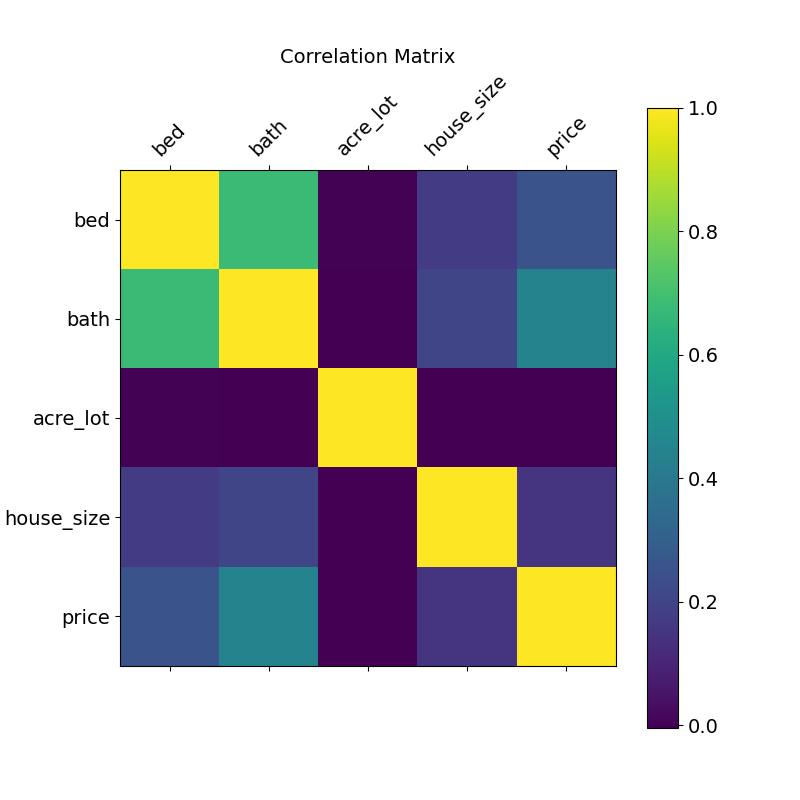 Correlation Matrix
bed
bath
acre_lot
house_size
price
bed
bath
acre_lot
house_size
price
1.0
0.8
0.6
0.4
0.2
0.0